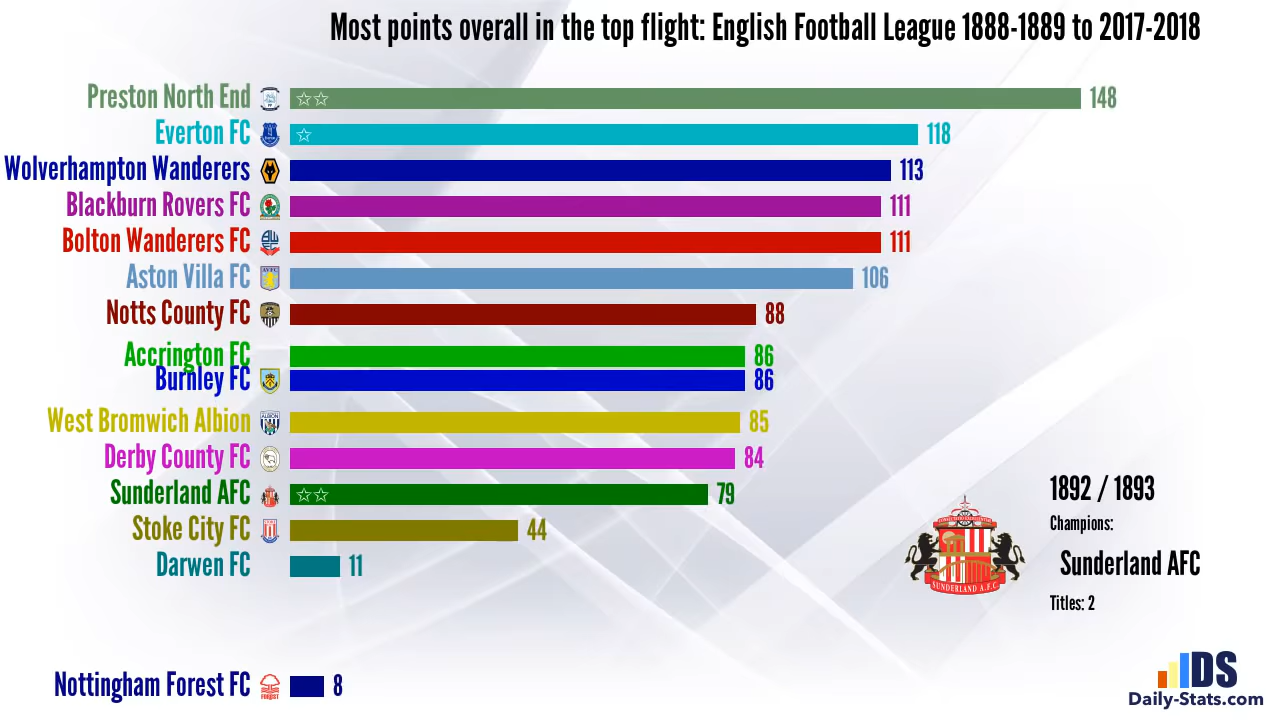 Most points overall in the top flight: English Football League 1888-1889 to 2017-2018
Preston North End 148
Everton FC 118
Wolverhampton Wanderers 113
Blackburn Rovers FC 111
Bolton Wanderers FC 111
Aston Villa FC 106
Notts County FC 88
Accrington FC 86
Burnley FC 86
West Bromwich Albion 85
Derby County FC 84
Sunderland AFC 79
Stoke City FC 44
Darwen FC 11
Nottingham Forest FC 8
1892 / 1893
Champions:
Sunderland AFC
Titles: 2
SUNDERLAND A.F.C
FOREST
DS
Daily-Stats.com